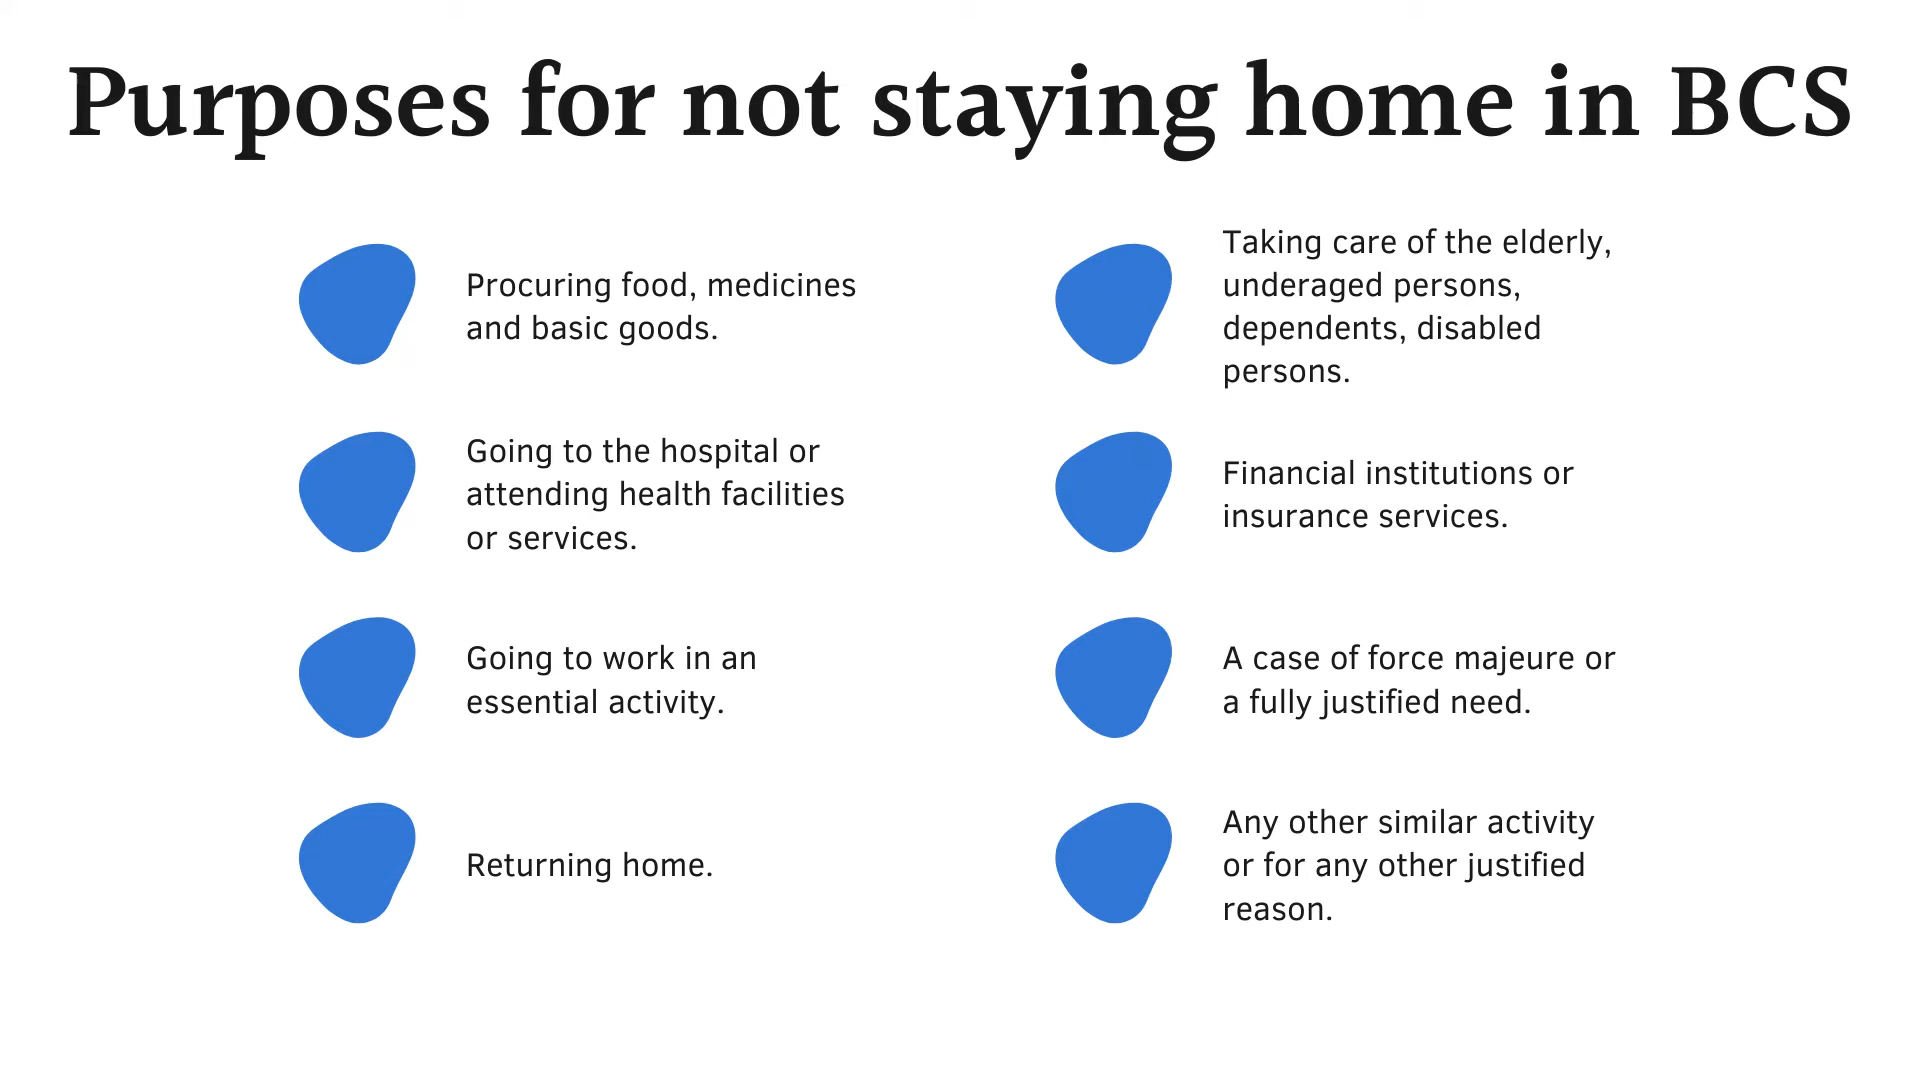 Purposes for not staying home in BCS
Procuring food, medicines
and basic goods.
Going to the hospital or
attending health facilities
or services.
Going to work in an
essential activity.
Returning home.
Taking care of the elderly,
underaged persons,
dependents, disabled
persons.
Financial institutions or
insurance services.
A case of force majeure or
a fully justified need.
Any other similar activity
or for any other justified
reason.